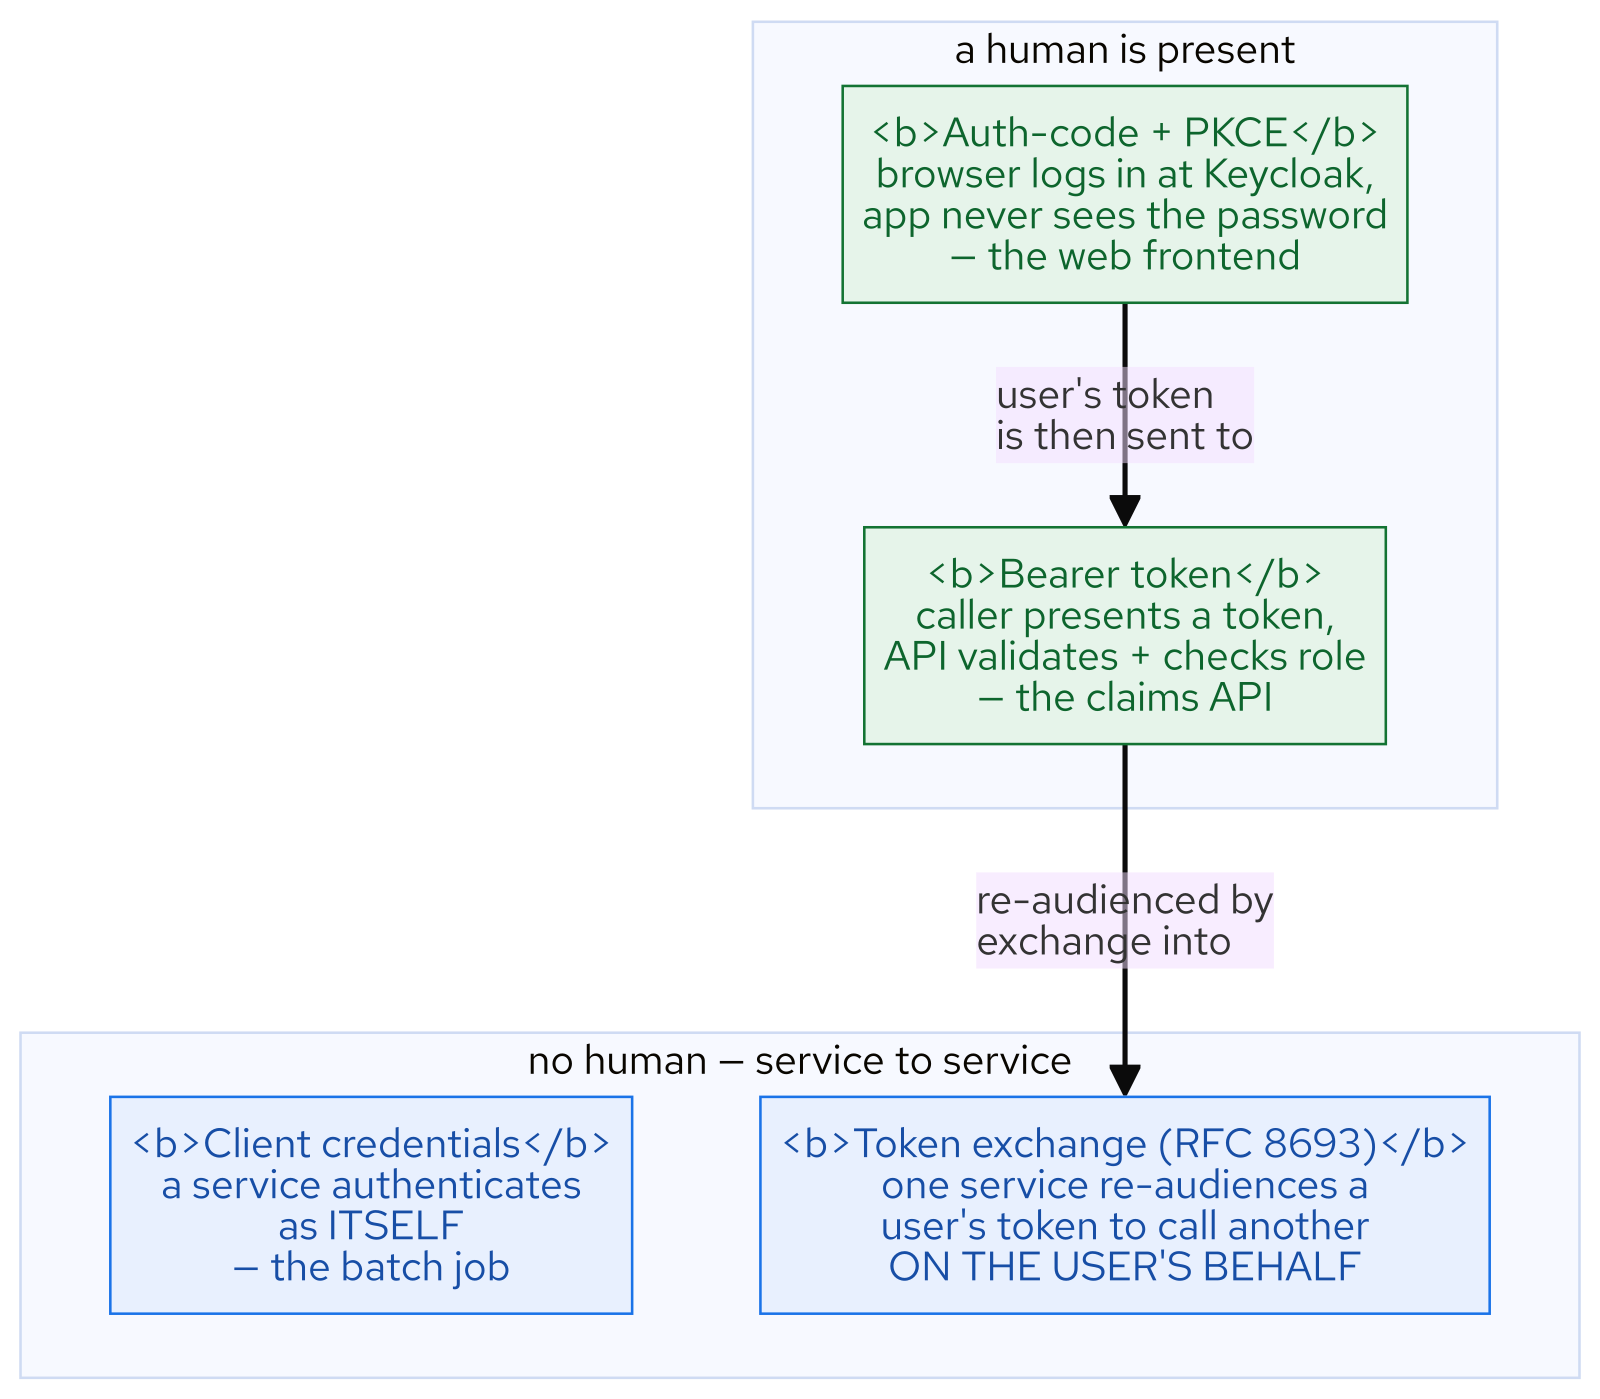 a human is present
<b>Auth-code + PKCE</b>
browser logs in at Keycloak,
app never sees the password
— the web frontend
user's token
is then sent to
<b>Bearer token</b>
caller presents a token,
API validates + checks role
— the claims API
re-audienced by
exchange into
no human — service to service
<b>Client credentials</b>
a service authenticates
as ITSELF
— the batch job
<b>Token exchange (RFC 8693)</b>
one service re-audiences a
user's token to call another
ON THE USER'S BEHALF